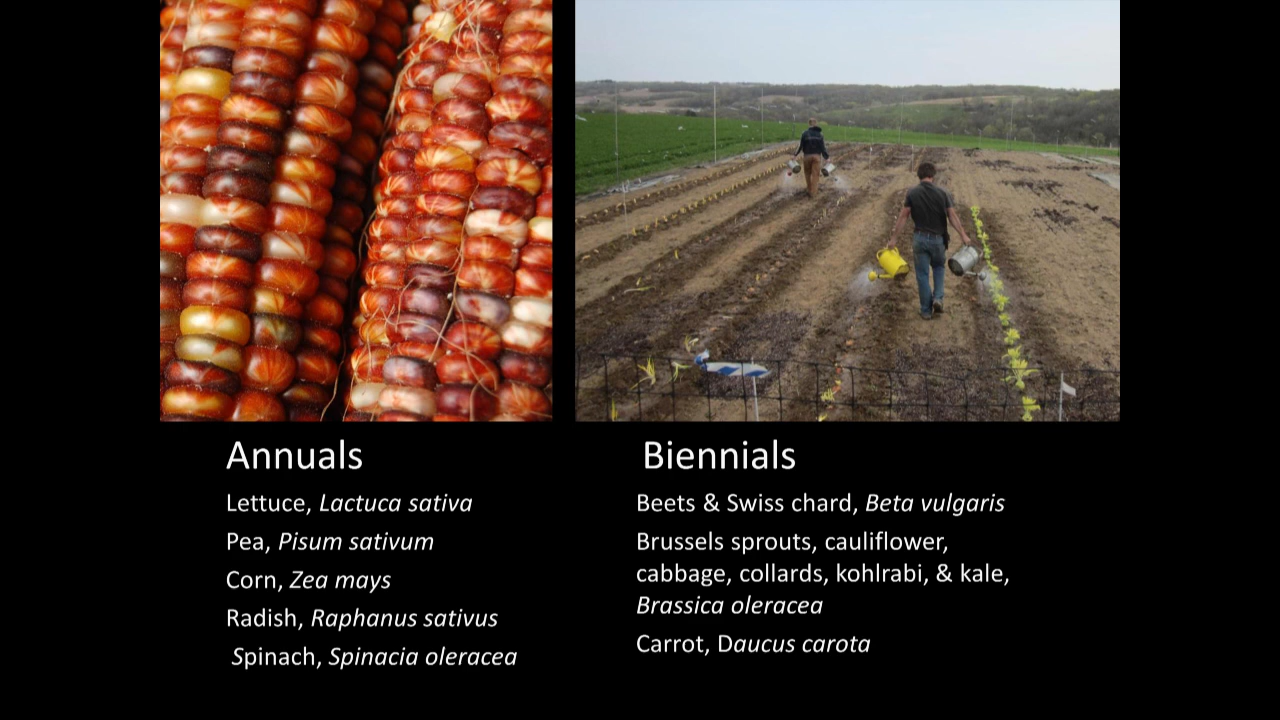 Annuals
Lettuce, Lactuca sativa
Pea, Pisum sativum
Corn, Zea mays
Radish, Raphanus sativus
Spinach, Spinacia oleracea
Biennials
Beets & Swiss chard, Beta vulgaris
Brussels sprouts, cauliflower,
cabbage, collards, kohlrabi, & kale,
Brassica oleracea
Carrot, Daucus carota